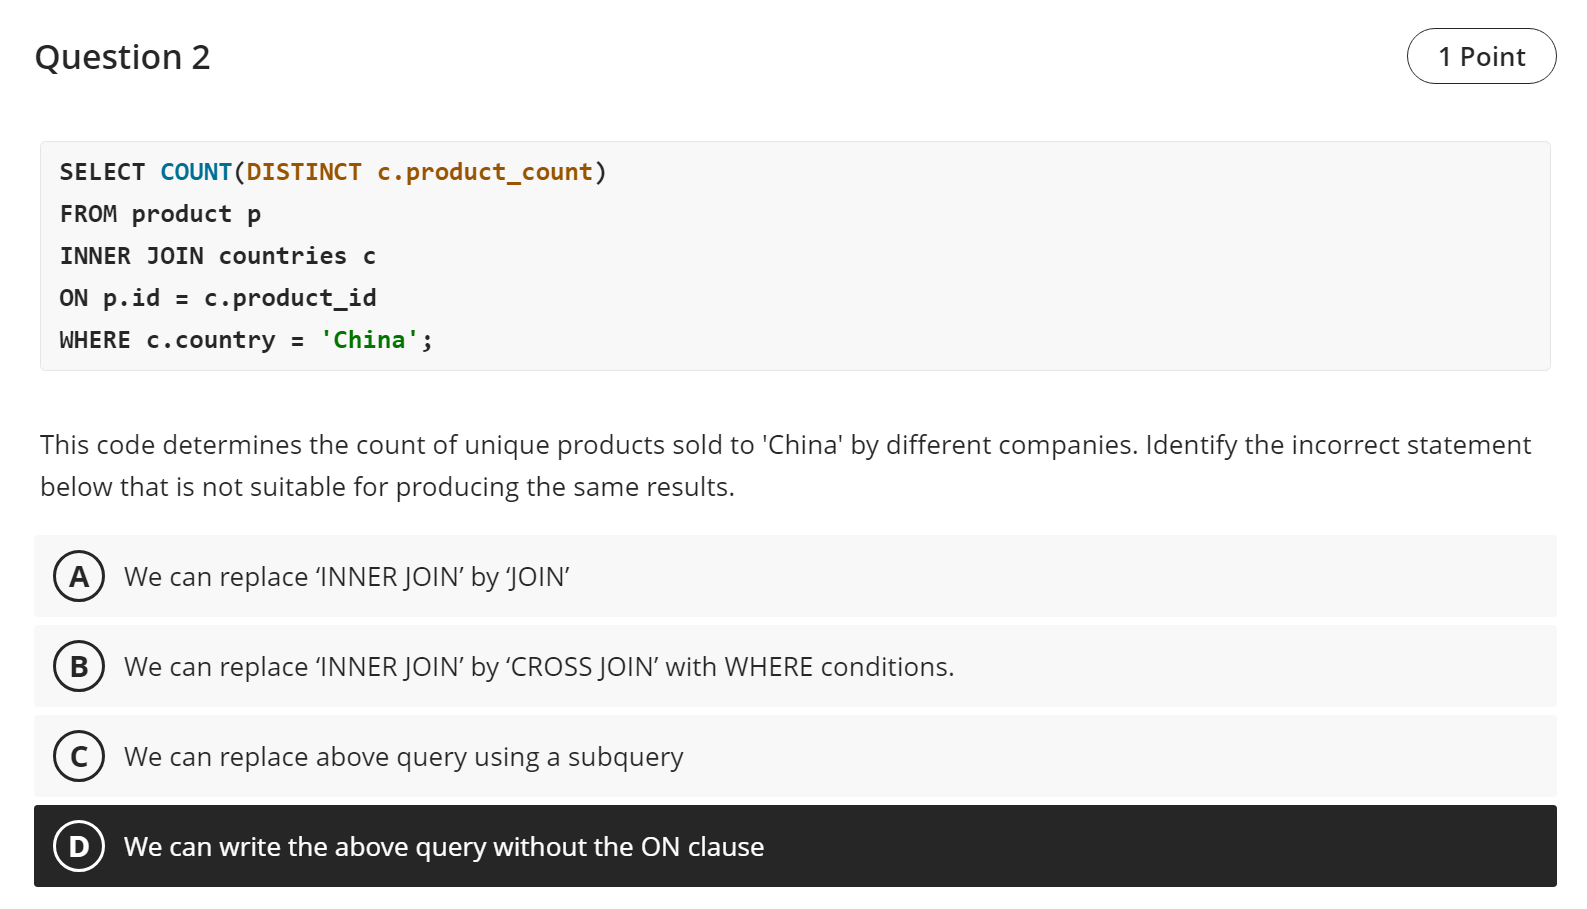 Question 2
1 Point
SELECT COUNT(DISTINCT c.product_count)
FROM product p
INNER JOIN countries c
ON p.id = c.product_id
WHERE c.country = 'China';
This code determines the count of unique products sold to 'China' by different companies. Identify the incorrect statement
below that is not suitable for producing the same results.
A We can replace ‘INNER JOIN’ by ‘JOIN’
B We can replace ‘INNER JOIN’ by ‘CROSS JOIN’ with WHERE conditions.
C We can replace above query using a subquery
D We can write the above query without the ON clause